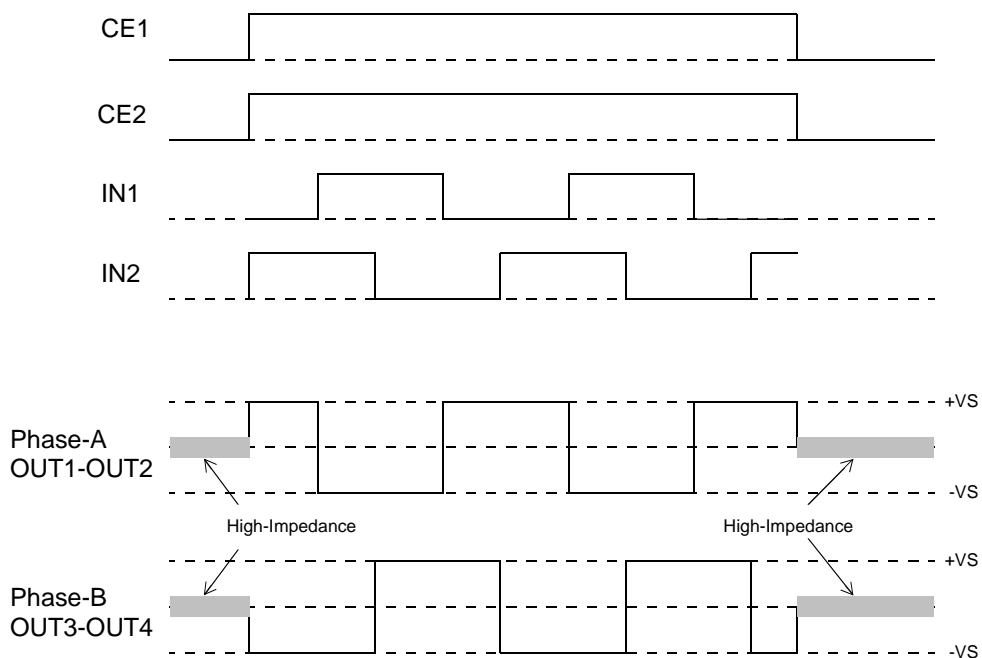 CE1
CE2
IN1
IN2
+VS
Phase-A
OUT1-OUT2
-VS
High-Impedance
High-Impedance
+VS
Phase-B
OUT3-OUT4
-VS